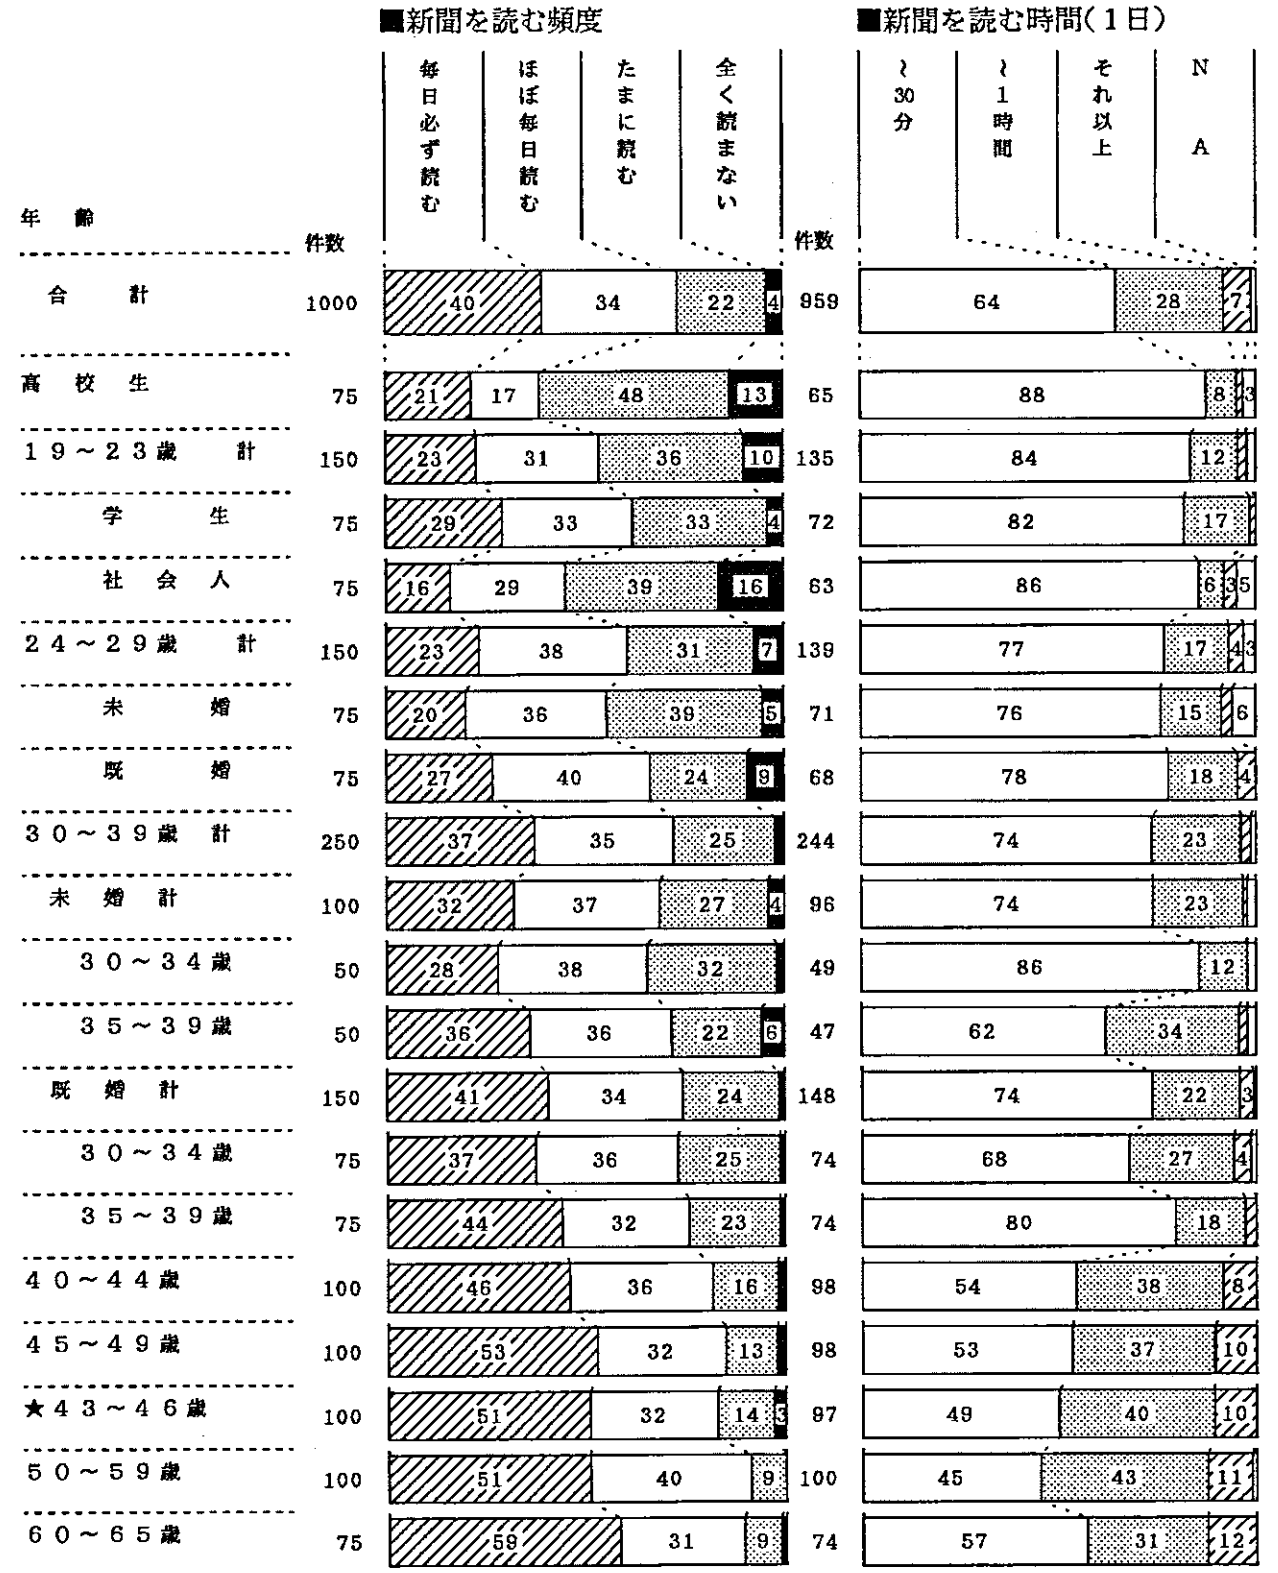 ■新聞を読む頻度
■新聞を読む時間(1日)
毎日必ず読む
ほぼ毎日読む
たまに読む
全く読まない
~30分
~1時間
それ以上
N A
年 齢
件数
件数
合 計 1000 40 34 22 4 959 64 28 7
高 校 生 75 21 17 48 13 65 88 8 3
19~23歳 計 150 23 31 36 10 135 84 12
学 生 75 29 33 33 4 72 82 17
社 会 人 75 16 29 39 16 63 86 6 3 5
24~29歳 計 150 23 38 31 7 139 77 17 4 3
未 婚 75 20 36 39 5 71 76 15 6
既 婚 75 27 40 24 9 68 78 18 4
30~39歳 計 250 37 35 25 244 74 23
未 婚 計 100 32 37 27 4 96 74 23
30~34歳 50 28 38 32 49 86 12
35~39歳 50 36 36 22 6 47 62 34
既 婚 計 150 41 34 24 148 74 22 3
30~34歳 75 37 36 25 74 68 27 4
35~39歳 75 44 32 23 74 80 18
40~44歳 100 46 36 16 98 54 38 8
45~49歳 100 53 32 13 98 53 37 10
★43~46歳 100 51 32 14 3 97 49 40 10
50~59歳 100 51 40 9 100 45 43 11
60~65歳 75 59 31 9 74 57 31 12